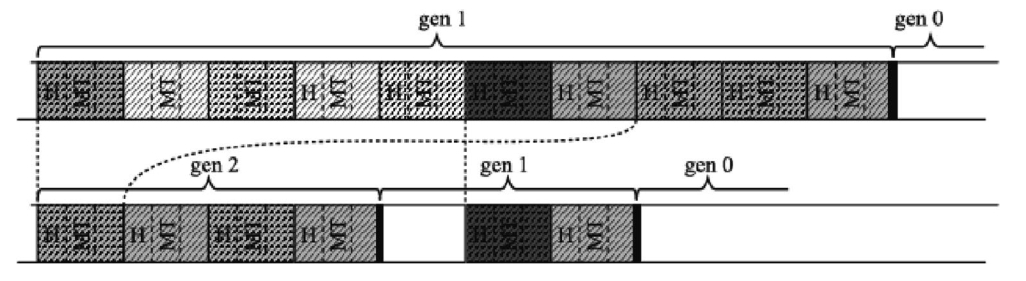 gen 1 gen 0
H MT MT MT H MT H MT H MT H MT H MT H MT H MT
gen 2 gen 1 gen 0
H MT H MT H MT H MT H MT H MT